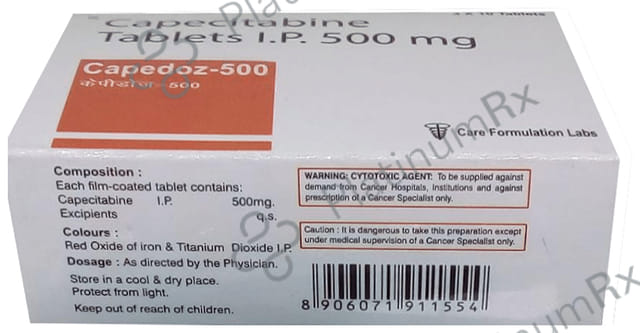 Capecitabine
3 x 10 Tablets
Tablets I.P. 500 mg
Capedoz-500
केपीडोज़-500
Care Formulation Labs
Composition :
Each film-coated tablet contains:
Capecitabine I.P. 500mg.
Excipients q.s.
Colours :
Red Oxide of iron & Titanium Dioxide I.P.
Dosage : As directed by the Physician.
Store in a cool & dry place.
Protect from light.
Keep out of reach of children.
WARNING: CYTOTOXIC AGENT: To be supplied against
demand from Cancer Hospitals, Institutions and against
prescription of a Cancer Specialist only.
Caution : It is dangerous to take this preparation except
under medical supervision of a Cancer Specialist only.
8 906071 911554
PlatinumRx
PlatinumRx